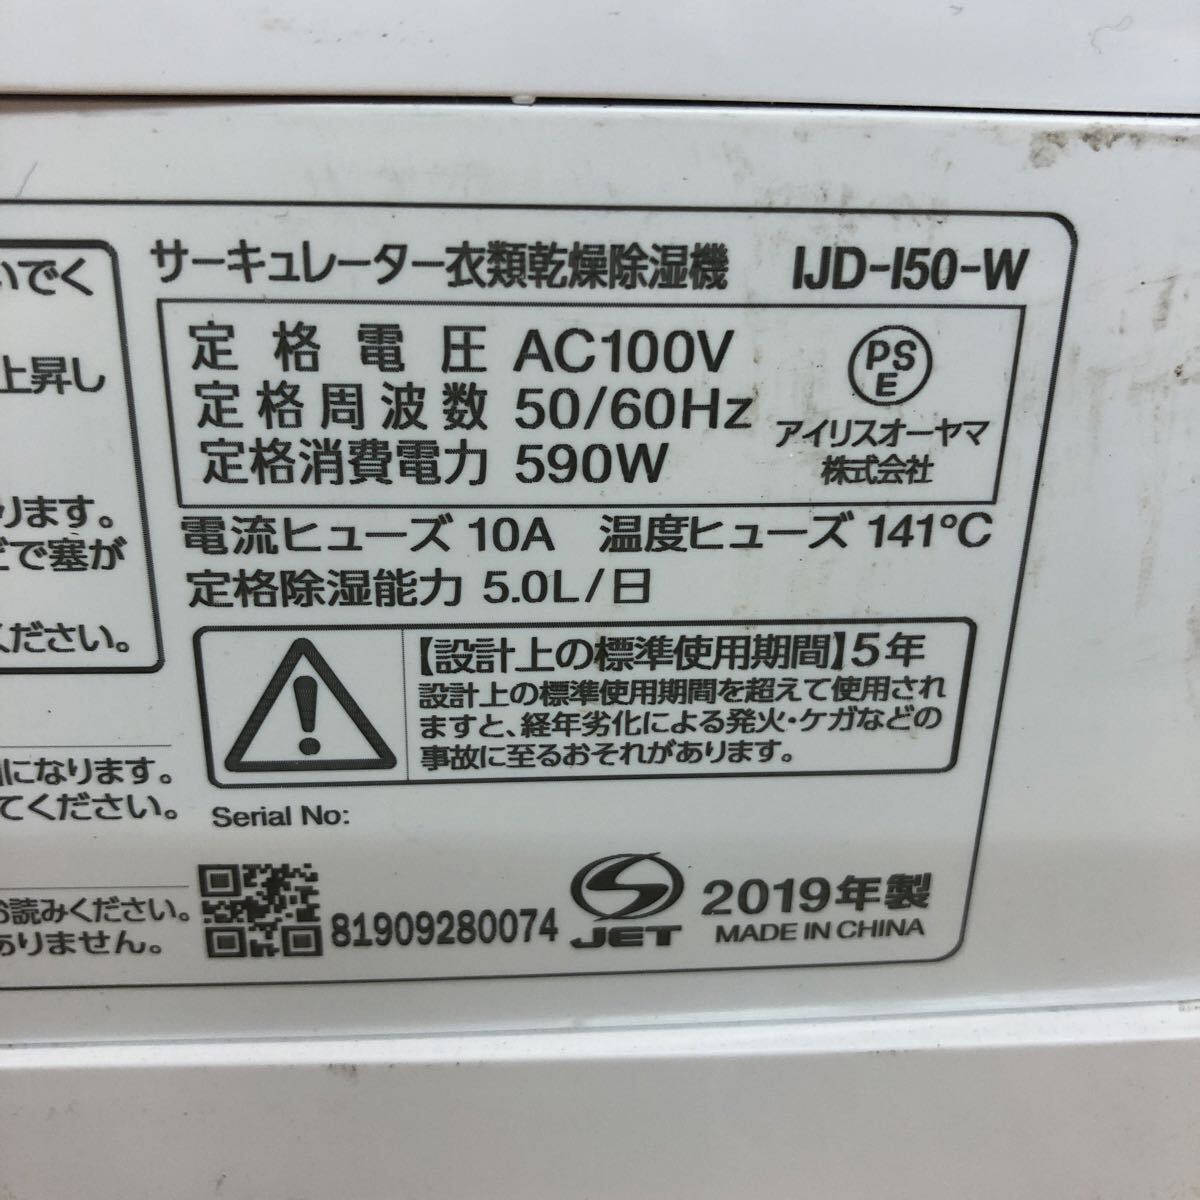 いでく
上昇し
ります。
どで塞が
ください。
になります。
てください。
お読みください。
ありません。
サーキュレーター衣類乾燥除湿機 IJD-I50-W
定格電圧 AC100V
定格周波数 50/60Hz
定格消費電力 590W
PS
E
アイリスオーヤマ
株式会社
電流ヒューズ 10A 温度ヒューズ 141℃
定格除湿能力 5.0L/日
【設計上の標準使用期間】5年
設計上の標準使用期間を超えて使用され
ますと、経年劣化による発火・ケガなどの
事故に至るおそれがあります。
Serial No:
81909280074
JET
2019年製
MADE IN CHINA